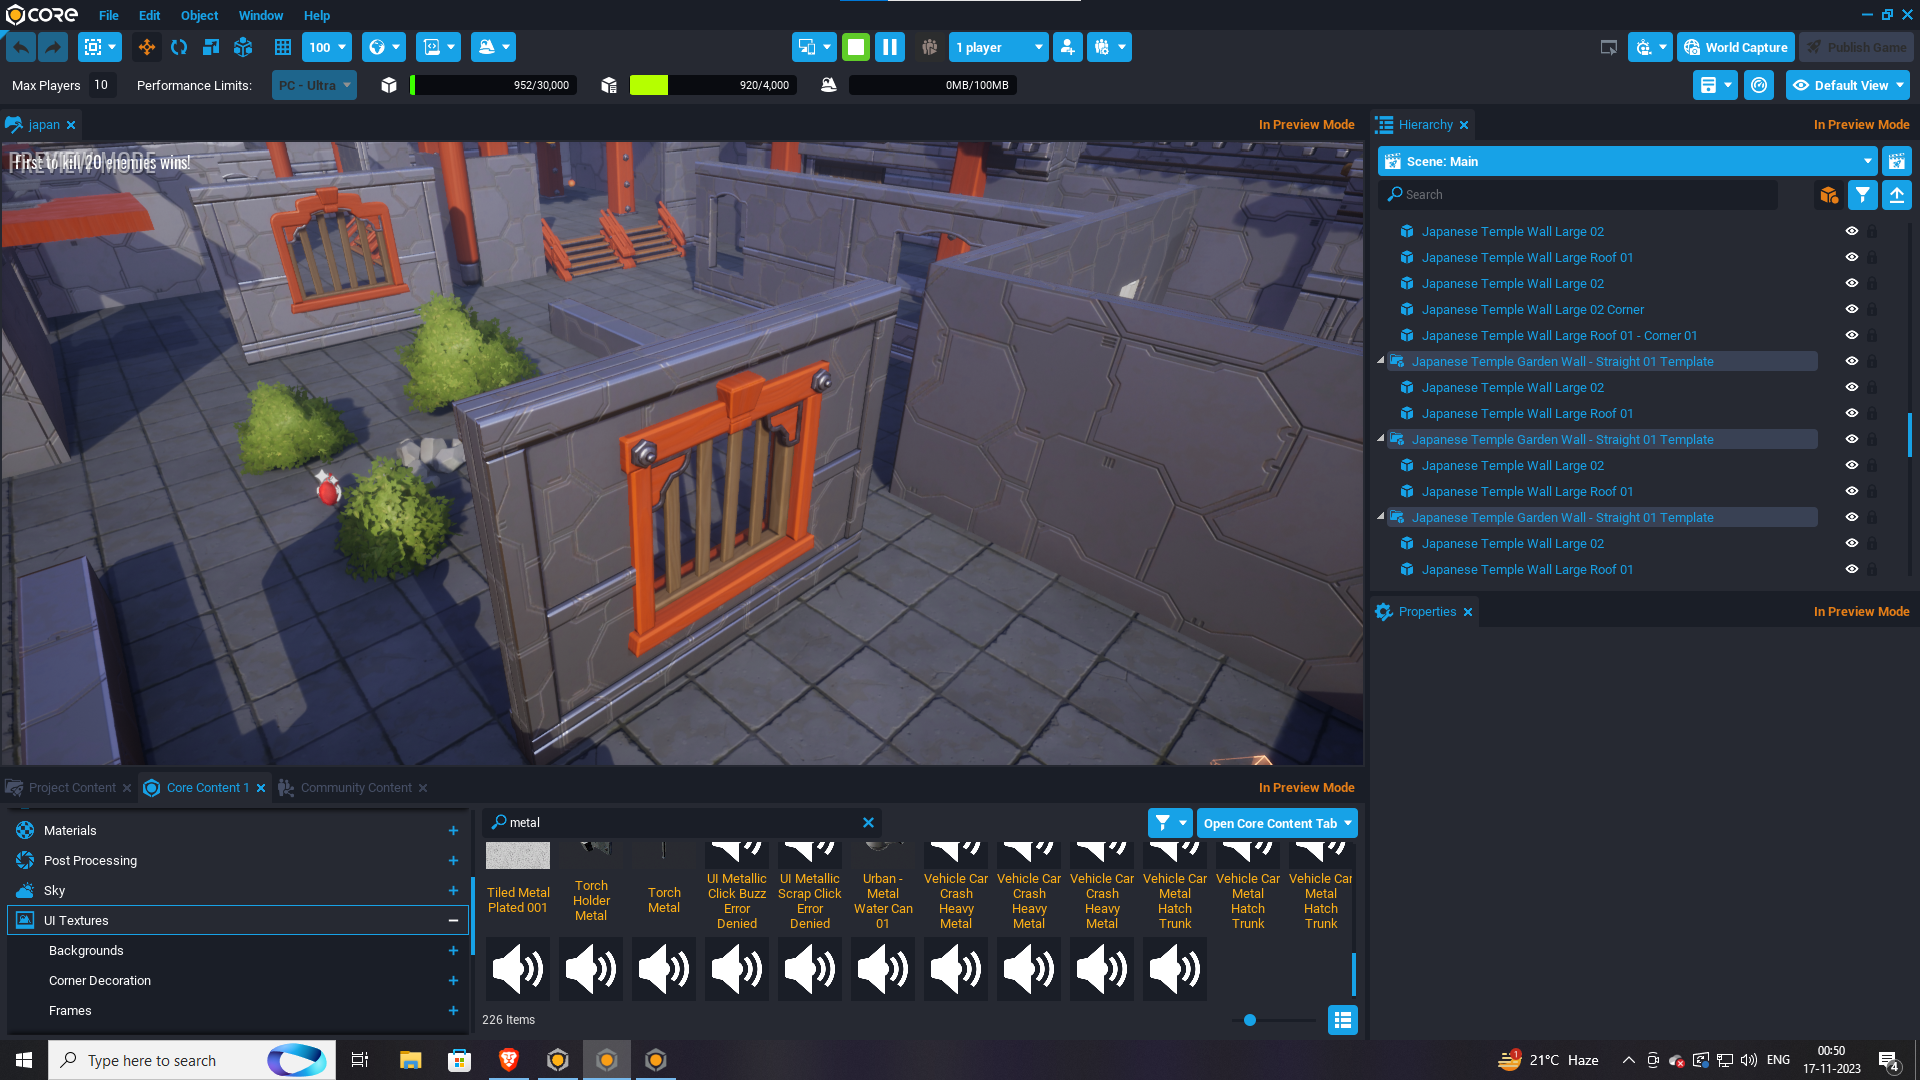 CORE
File Edit Object Window Help
100
1 player
World Capture
Publish Game
Max Players 10 Performance Limits: PC - Ultra 952/30,000 920/4,000 0MB/100MB
Default View
japan
In Preview Mode
PREVIEW MODE
First to kill 20 enemies wins!
Hierarchy
In Preview Mode
Scene: Main
Search
Japanese Temple Wall Large 02
Japanese Temple Wall Large Roof 01
Japanese Temple Wall Large 02
Japanese Temple Wall Large 02 Corner
Japanese Temple Wall Large Roof 01 - Corner 01
Japanese Temple Garden Wall - Straight 01 Template
Japanese Temple Wall Large 02
Japanese Temple Wall Large Roof 01
Japanese Temple Garden Wall - Straight 01 Template
Japanese Temple Wall Large 02
Japanese Temple Wall Large Roof 01
Japanese Temple Garden Wall - Straight 01 Template
Japanese Temple Wall Large 02
Japanese Temple Wall Large Roof 01
Properties
In Preview Mode
Project Content
Core Content 1
Community Content
In Preview Mode
Materials
Post Processing
Sky
UI Textures
Backgrounds
Corner Decoration
Frames
metal
Open Core Content Tab
Tiled Metal
Plated 001
Torch
Holder
Metal
Torch
Metal
UI Metallic
Click Buzz
Error
Denied
UI Metallic
Scrap Click
Error
Denied
Urban -
Metal
Water Can
01
Vehicle Car
Crash
Heavy
Metal
Vehicle Car
Crash
Heavy
Metal
Vehicle Car
Crash
Heavy
Metal
Vehicle Car
Metal
Hatch
Trunk
Vehicle Car
Metal
Hatch
Trunk
Vehicle Car
Metal
Hatch
Trunk
226 Items
Type here to search
1
21°C Haze
ENG
00:50
17-11-2023
4